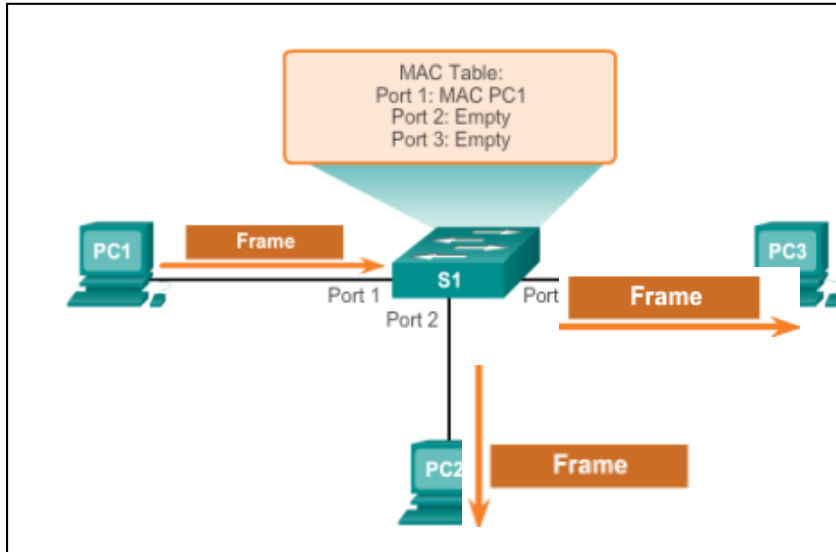 MAC Table:
Port 1: MAC PC1
Port 2: Empty
Port 3: Empty
PC1
Frame
PC3
S1
Port 1
Port
Frame
Port 2
PC2
Frame